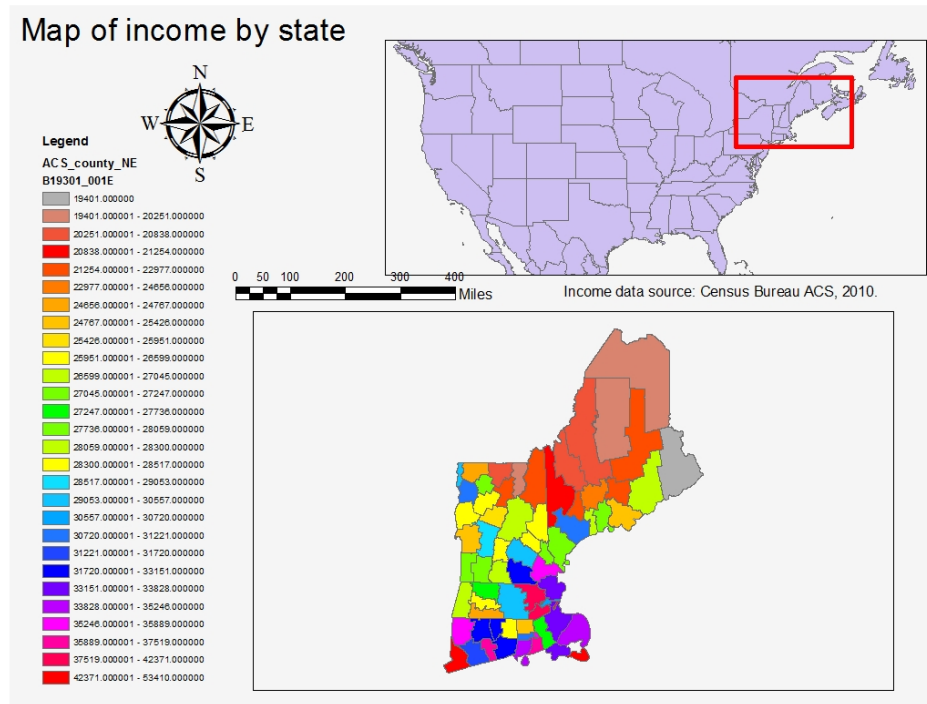 Map of income by state
N
W
E
S
Legend
ACS_county_NE
B19301_001E
19401.000000
19401.000001 - 20251.000000
20251.000001 - 20838.000000
20838.000001 - 21254.000000
21254.000001 - 22977.000000
22977.000001 - 24656.000000
24656.000001 - 24767.000000
24767.000001 - 25426.000000
25426.000001 - 25951.000000
25951.000001 - 26599.000000
26599.000001 - 27045.000000
27045.000001 - 27247.000000
27247.000001 - 27736.000000
27736.000001 - 28059.000000
28059.000001 - 28300.000000
28300.000001 - 28517.000000
28517.000001 - 29053.000000
29053.000001 - 30557.000000
30557.000001 - 30720.000000
30720.000001 - 31221.000000
31221.000001 - 31720.000000
31720.000001 - 33151.000000
33151.000001 - 33828.000000
33828.000001 - 35246.000000
35246.000001 - 35889.000000
35889.000001 - 37519.000000
37519.000001 - 42371.000000
42371.000001 - 53410.000000
0 50 100 200 300 400
Miles
Income data source: Census Bureau ACS, 2010.